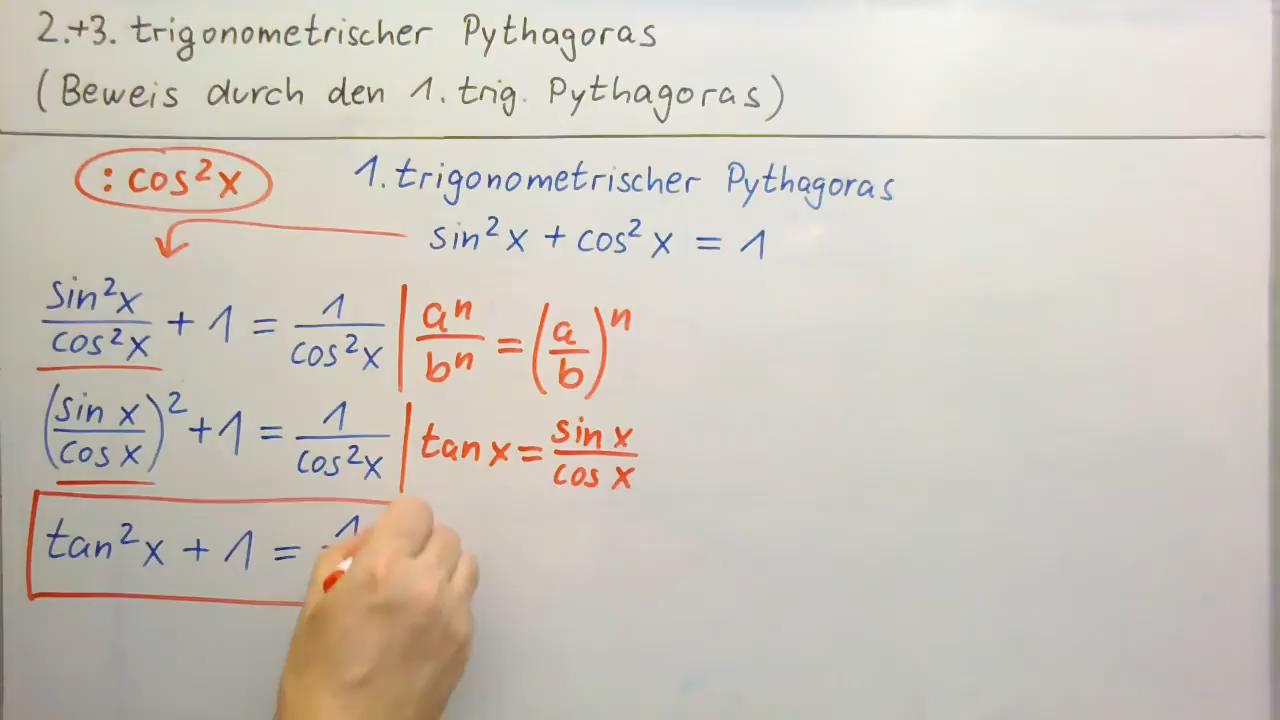 2.+3. trigonometrischer Pythagoras
(Beweis durch den 1. trig. Pythagoras)
: cos²x
1. trigonometrischer Pythagoras
sin²x + cos²x = 1
sin²x/cos²x + 1 = 1/cos²x | aⁿ/bⁿ = (a/b)ⁿ
(sin x/cos x)² + 1 = 1/cos²x | tan x = sin x/cos x
tan²x + 1 = 1